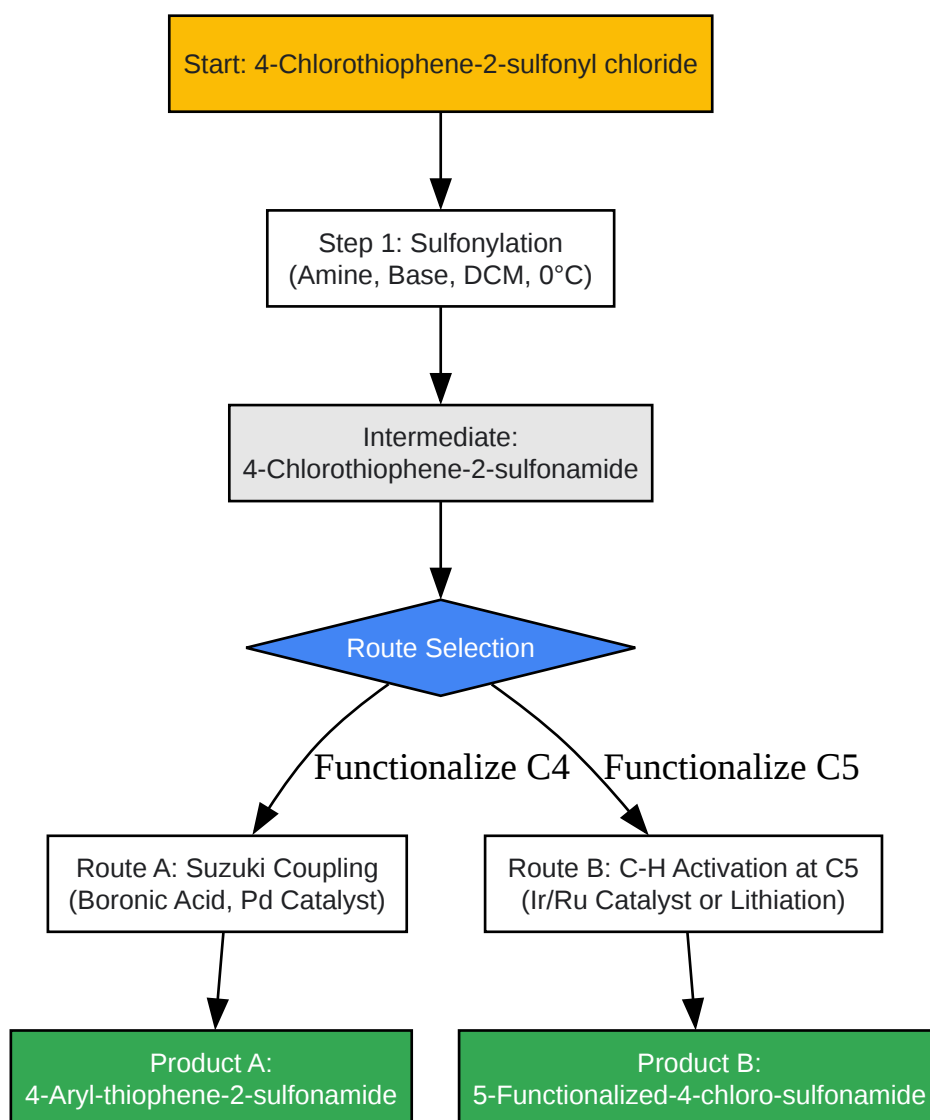 Start: 4-Chlorothiophene-2-sulfonyl chloride
Step 1: Sulfonylation
(Amine, Base, DCM, 0°C)
Intermediate:
4-Chlorothiophene-2-sulfonamide
Route Selection
Functionalize C4
Functionalize C5
Route A: Suzuki Coupling
(Boronic Acid, Pd Catalyst)
Route B: C-H Activation at C5
(Ir/Ru Catalyst or Lithiation)
Product A:
4-Aryl-thiophene-2-sulfonamide
Product B:
5-Functionalized-4-chloro-sulfonamide